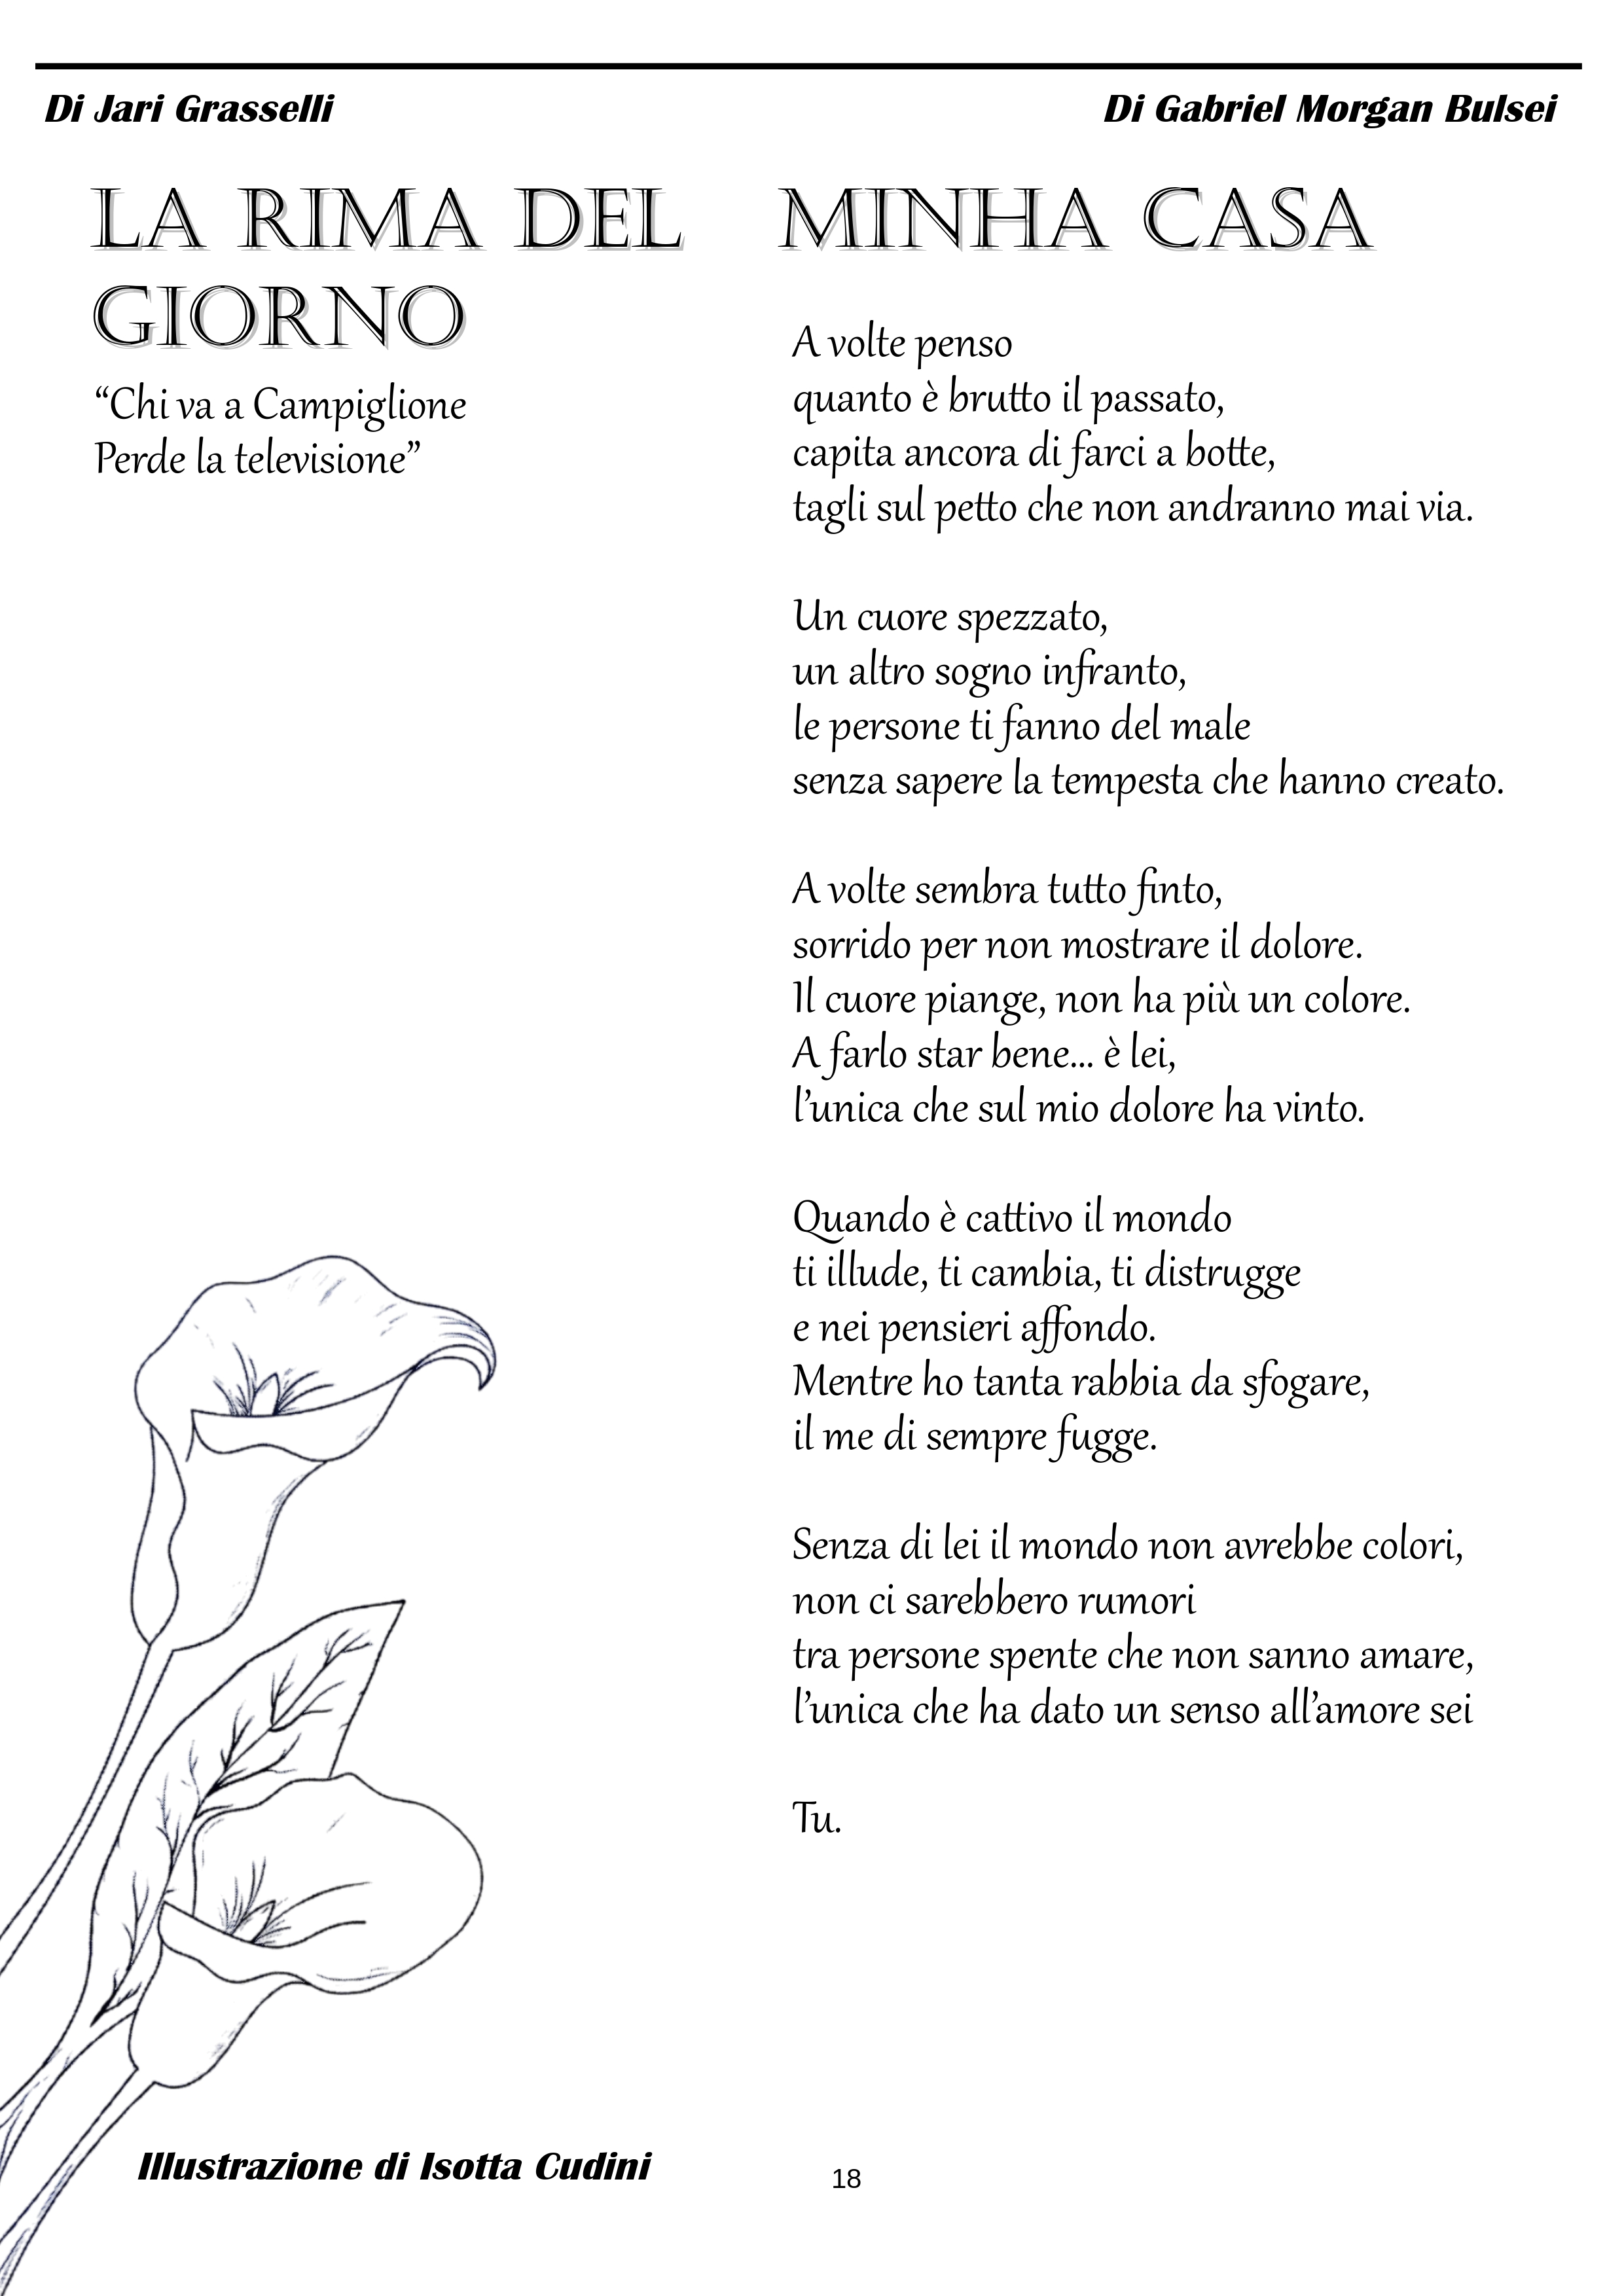 Di Jari Grasselli
LA RIMA DEL
GIORNO
“Chi va a Campiglione
Perde la televisione”
Di Gabriel Morgan Bulsei
MINHA CASA
A volte penso
quanto è brutto il passato,
capita ancora di farci a botte,
tagli sul petto che non andranno mai via.
Un cuore spezzato,
un altro sogno infranto,
le persone ti fanno del male
senza sapere la tempesta che hanno creato.
A volte sembra tutto finto,
sorrido per non mostrare il dolore.
Il cuore piange, non ha più un colore.
A farlo star bene... è lei,
l’unica che sul mio dolore ha vinto.
Quando è cattivo il mondo
ti illude, ti cambia, ti distrugge
e nei pensieri affondo.
Mentre ho tanta rabbia da sfogare,
il me di sempre fugge.
Senza di lei il mondo non avrebbe colori,
non ci sarebbero rumori
tra persone spente che non sanno amare,
l’unica che ha dato un senso all’amore sei
Tu.
Illustrazione di Isotta Cudini
18